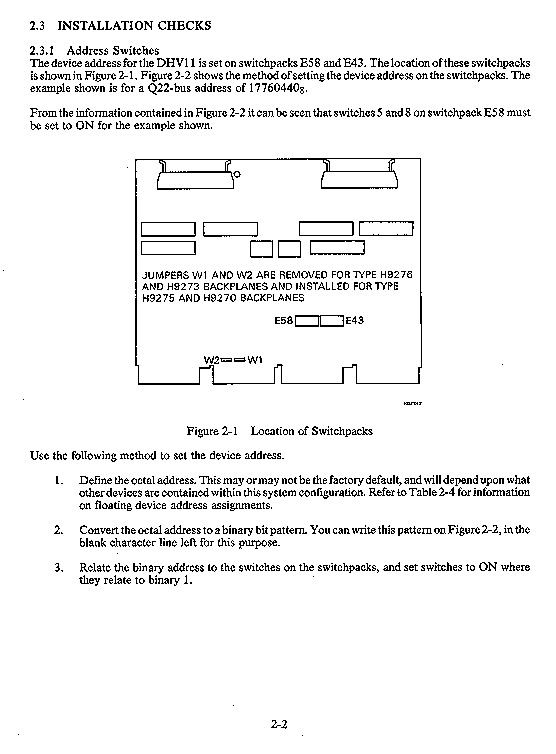 2.3 INSTALLATION CHECKS
2.3.1 Address Switches
The device address for the DHV11 is set on switchpacks E58 and E43. The location of these switchpacks
is shown in Figure 2-1. Figure 2-2 shows the method of setting the device address on the switchpacks. The
example shown is for a Q22-bus address of 17760440₈.
From the information contained in Figure 2-2 it can be seen that switches 5 and 8 on switchpack E58 must
be set to ON for the example shown.
JUMPERS W1 AND W2 ARE REMOVED FOR TYPE H9276
AND H9273 BACKPLANES AND INSTALLED FOR TYPE
H9275 AND H9270 BACKPLANES
E58 E43
W2 W1
Figure 2-1 Location of Switchpacks
Use the following method to set the device address.
1. Define the octal address. This may or may not be the factory default, and will depend upon what
other devices are contained within this system configuration. Refer to Table 2-4 for information
on floating device address assignments.
2. Convert the octal address to a binary bit pattern. You can write this pattern on Figure 2-2, in the
blank character line left for this purpose.
3. Relate the binary address to the switches on the switchpacks, and set switches to ON where
they relate to binary 1.
2-2